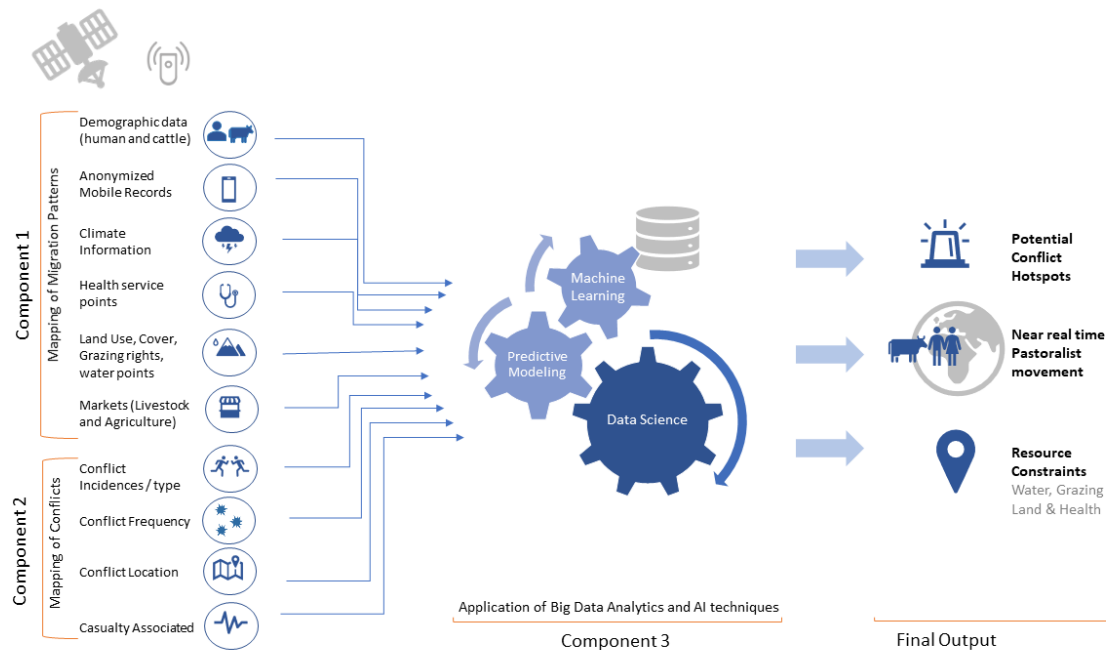 Component 1
Mapping of Migration Patterns
Demographic data
(human and cattle)
Anonymized
Mobile Records
Climate
Information
Health service
points
Land Use, Cover,
Grazing rights,
water points
Markets (Livestock
and Agriculture)
Component 2
Mapping of Conflicts
Conflict
Incidences / type
Conflict Frequency
Conflict Location
Casualty Associated
Machine
Learning
Predictive
Modeling
Data Science
Application of Big Data Analytics and AI techniques
Component 3
Potential
Conflict
Hotspots
Near real time
Pastoralist
movement
Resource
Constraints
Water, Grazing
Land & Health
Final Output